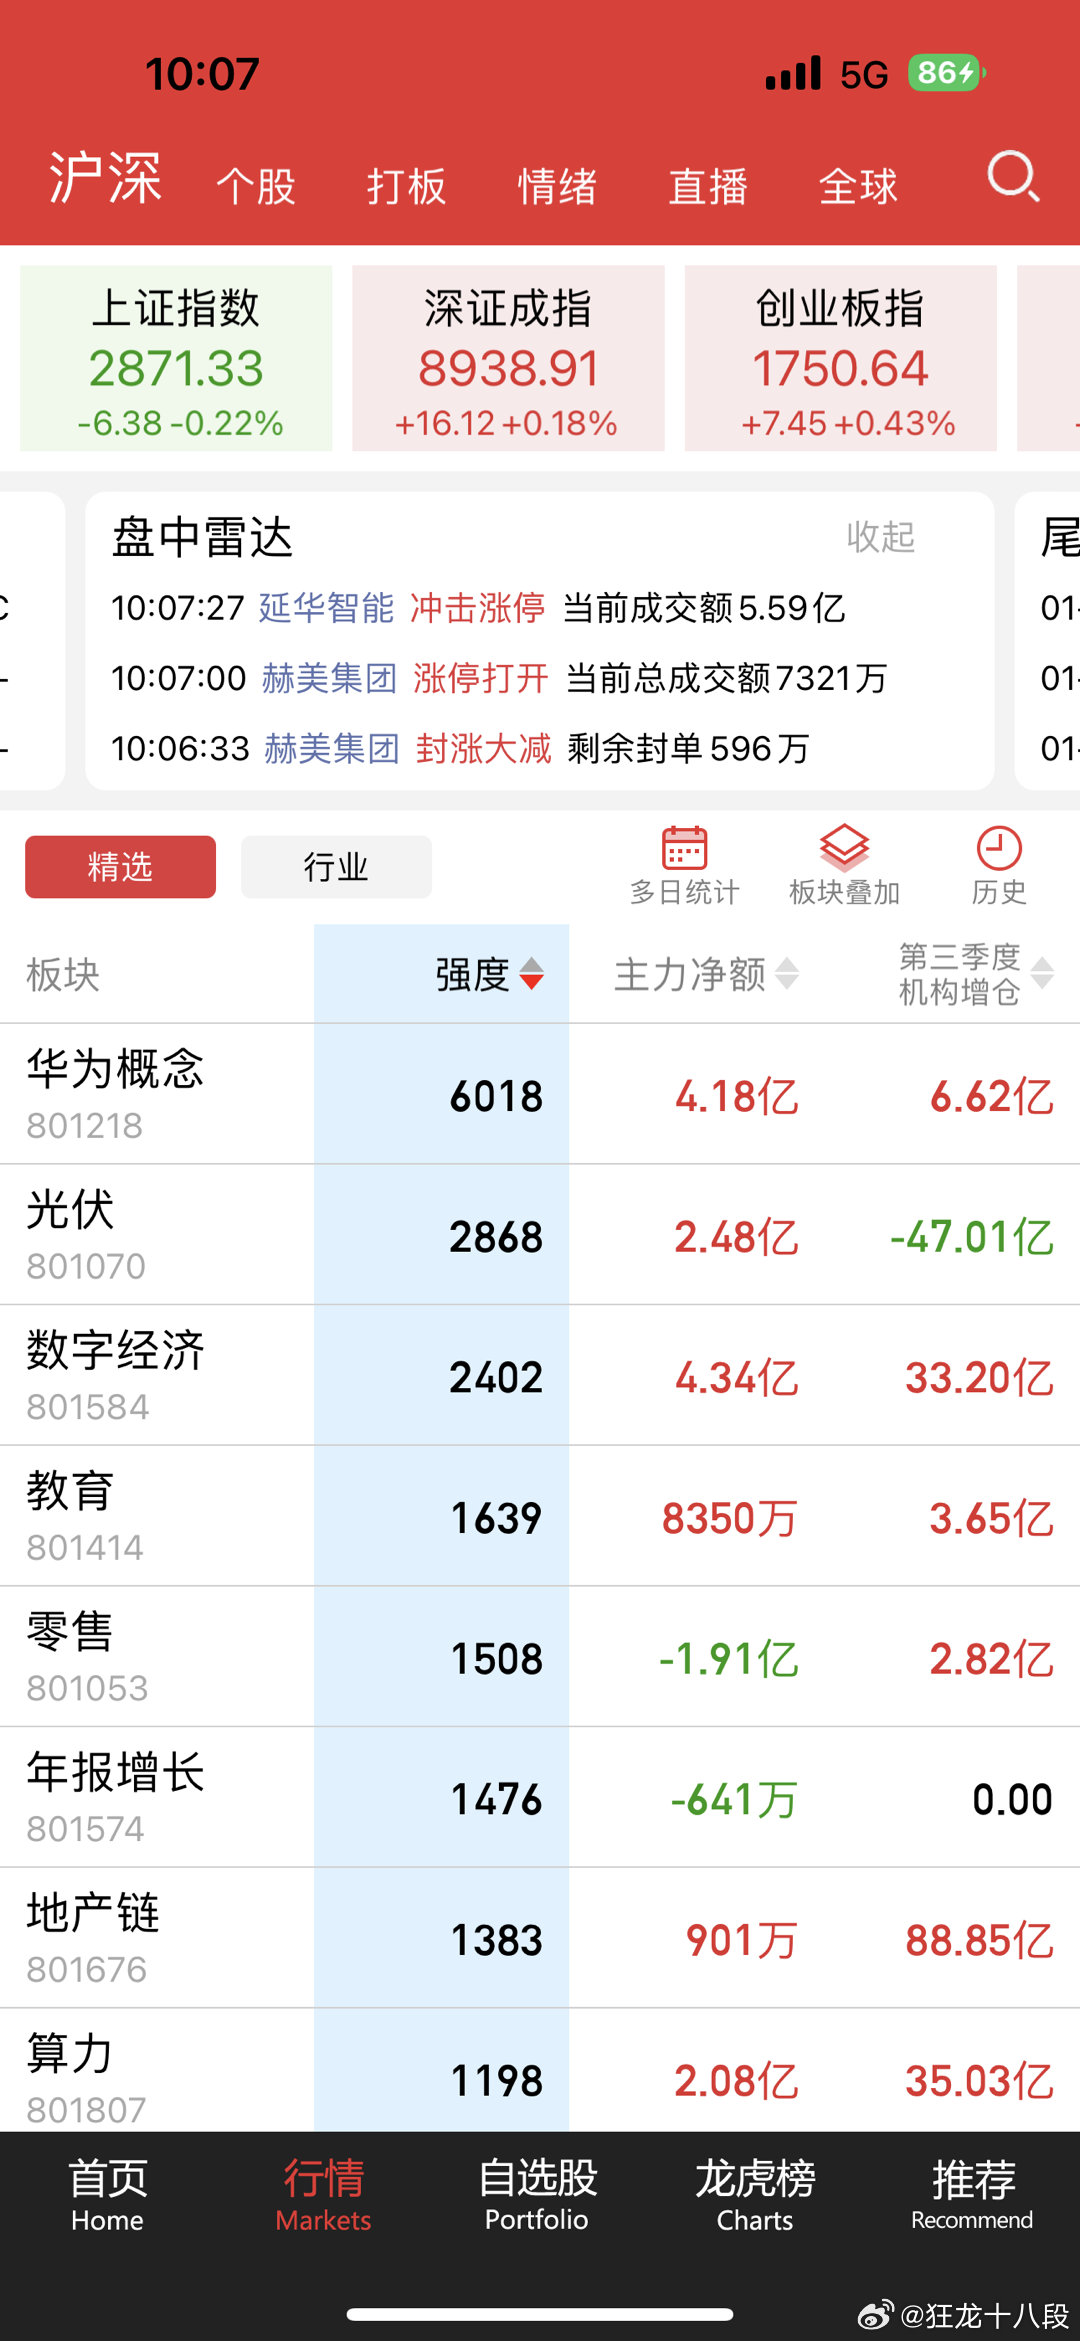 10:07 5G 86
沪深 个股 打板 情绪 直播 全球
上证指数 深证成指 创业板指
2871.33 8938.91 1750.64
-6.38 -0.22% +16.12 +0.18% +7.45 +0.43%
盘中雷达 收起 尾
10:07:27 延华智能 冲击涨停 当前成交额5.59亿 01-
10:07:00 赫美集团 涨停打开 当前总成交额7321万 01-
10:06:33 赫美集团 封涨大减 剩余封单596万 01-
精选 行业 多日统计 板块叠加 历史
板块 强度 主力净额 第三季度
机构增仓
华为概念 6018 4.18亿 6.62亿
801218
光伏 2868 2.48亿 -47.01亿
801070
数字经济 2402 4.34亿 33.20亿
801584
教育 1639 8350万 3.65亿
801414
零售 1508 -1.91亿 2.82亿
801053
年报增长 1476 -641万 0.00
801574
地产链 1383 901万 88.85亿
801676
算力 1198 2.08亿 35.03亿
801807
首页 行情 自选股 龙虎榜 推荐
Home Markets Portfolio Charts Recommend
@狂龙十八段